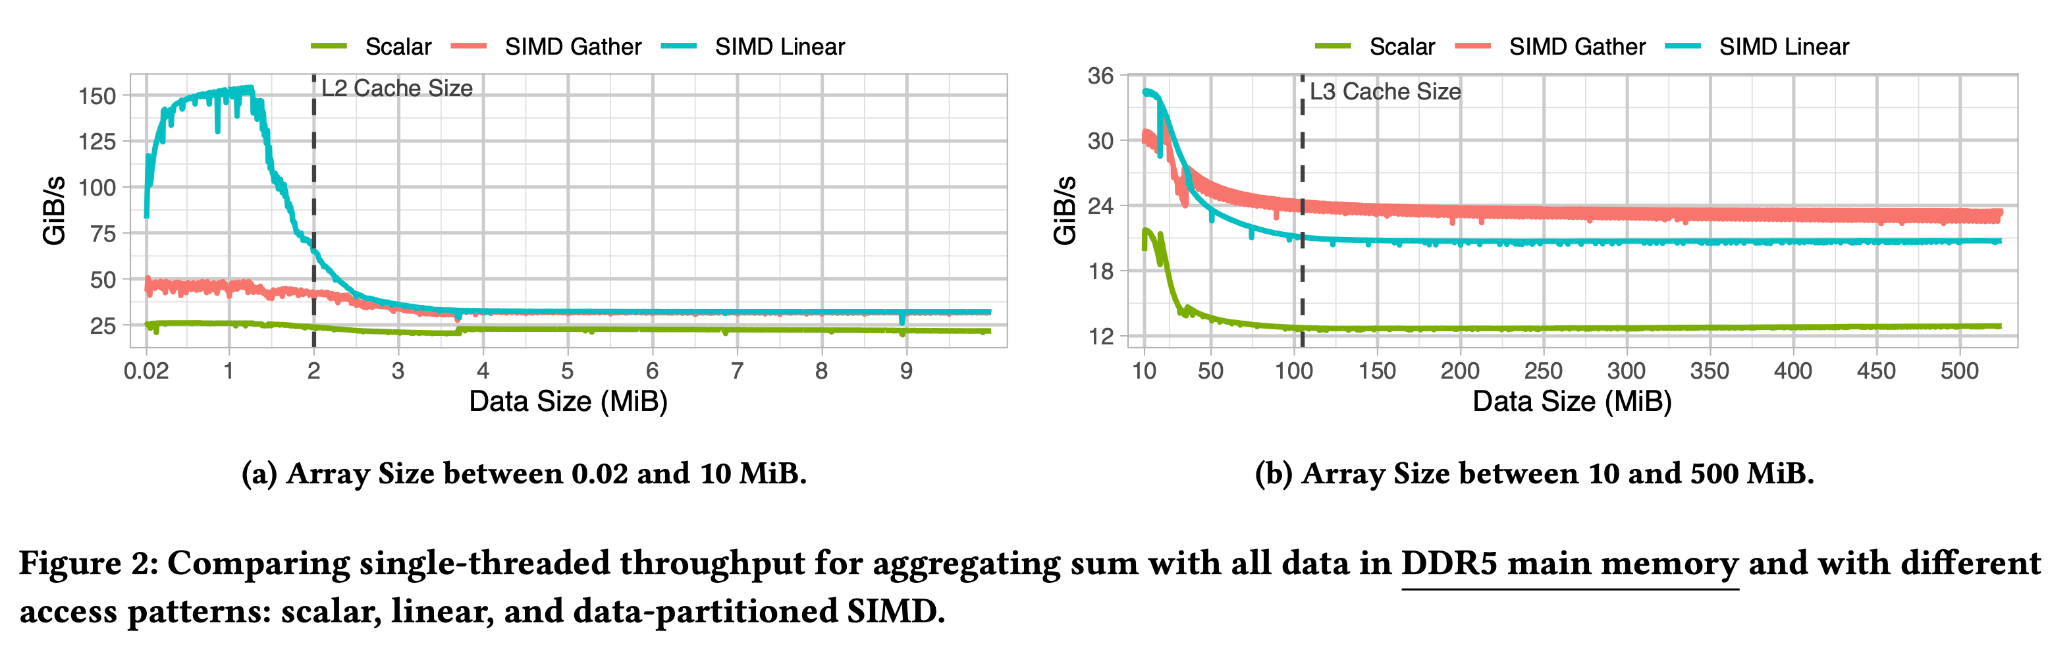 Scalar SIMD Gather SIMD Linear
L2 Cache Size
150
125
100
75
50
25
GiB/s
0.02 1 2 3 4 5 6 7 8 9
Data Size (MiB)
(a) Array Size between 0.02 and 10 MiB.
Scalar SIMD Gather SIMD Linear
L3 Cache Size
36
30
24
18
12
GiB/s
10 50 100 150 200 250 300 350 400 450 500
Data Size (MiB)
(b) Array Size between 10 and 500 MiB.
Figure 2: Comparing single-threaded throughput for aggregating sum with all data in DDR5 main memory and with different
access patterns: scalar, linear, and data-partitioned SIMD.